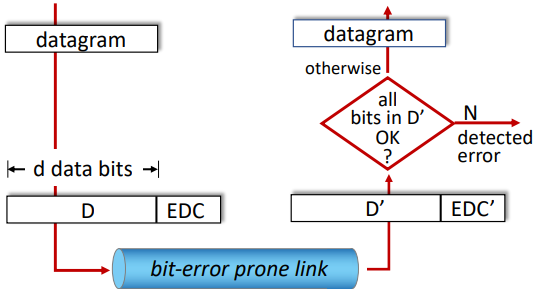 datagram
d data bits
D
EDC
bit-error prone link
datagram
otherwise
all
bits in D’
OK
?
N
detected
error
D’
EDC’